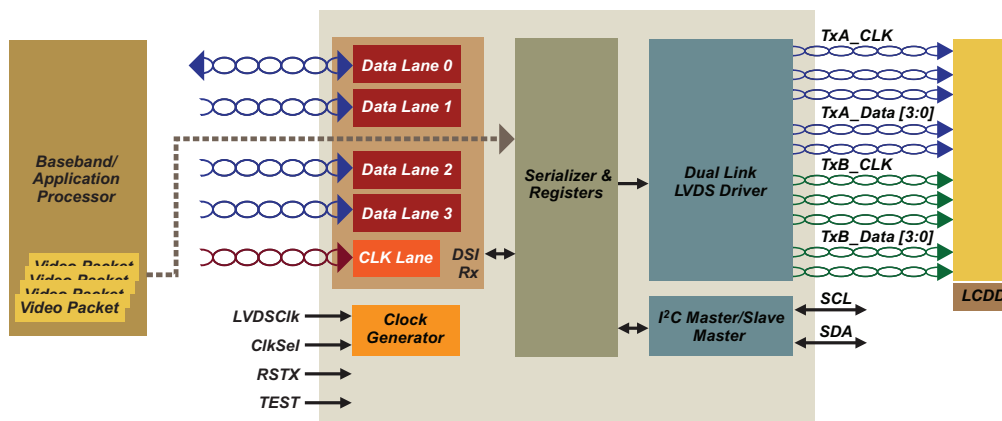 Baseband/
Application
Processor
Video Packet
Video Packet
Video Packet
Video Packet
Data Lane 0
Data Lane 1
Data Lane 2
Data Lane 3
CLK Lane
DSI
Rx
LVDSClk
ClkSel
RSTX
TEST
Clock
Generator
Serializer &
Registers
Dual Link
LVDS Driver
I²C Master/Slave
Master
TxA_CLK
TxA_Data [3:0]
TxB_CLK
TxB_Data [3:0]
SCL
SDA
LCDD